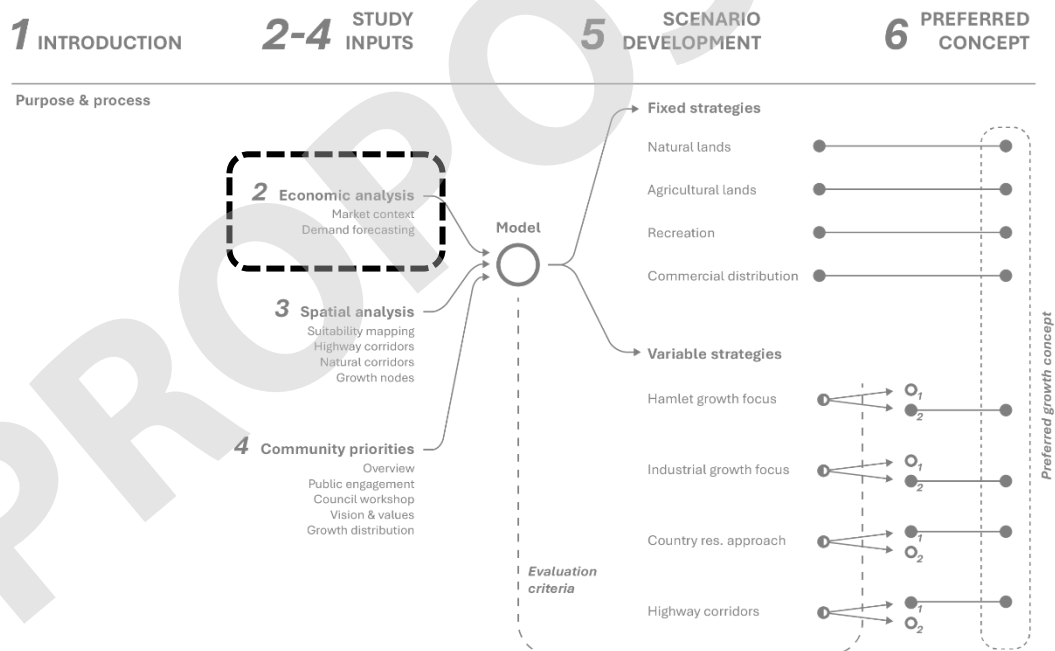 1 INTRODUCTION
2-4 STUDY
INPUTS
5 SCENARIO
DEVELOPMENT
6 PREFERRED
CONCEPT
Purpose & process
2 Economic analysis
Market context
Demand forecasting
3 Spatial analysis
Suitability mapping
Highway corridors
Natural corridors
Growth nodes
4 Community priorities
Overview
Public engagement
Council workshop
Vision & values
Growth distribution
Model
Evaluation
criteria
Fixed strategies
Natural lands
Agricultural lands
Recreation
Commercial distribution
Variable strategies
Hamlet growth focus
1
2
Industrial growth focus
1
2
Country res. approach
1
2
Highway corridors
1
2
Preferred growth concept
PROPOS